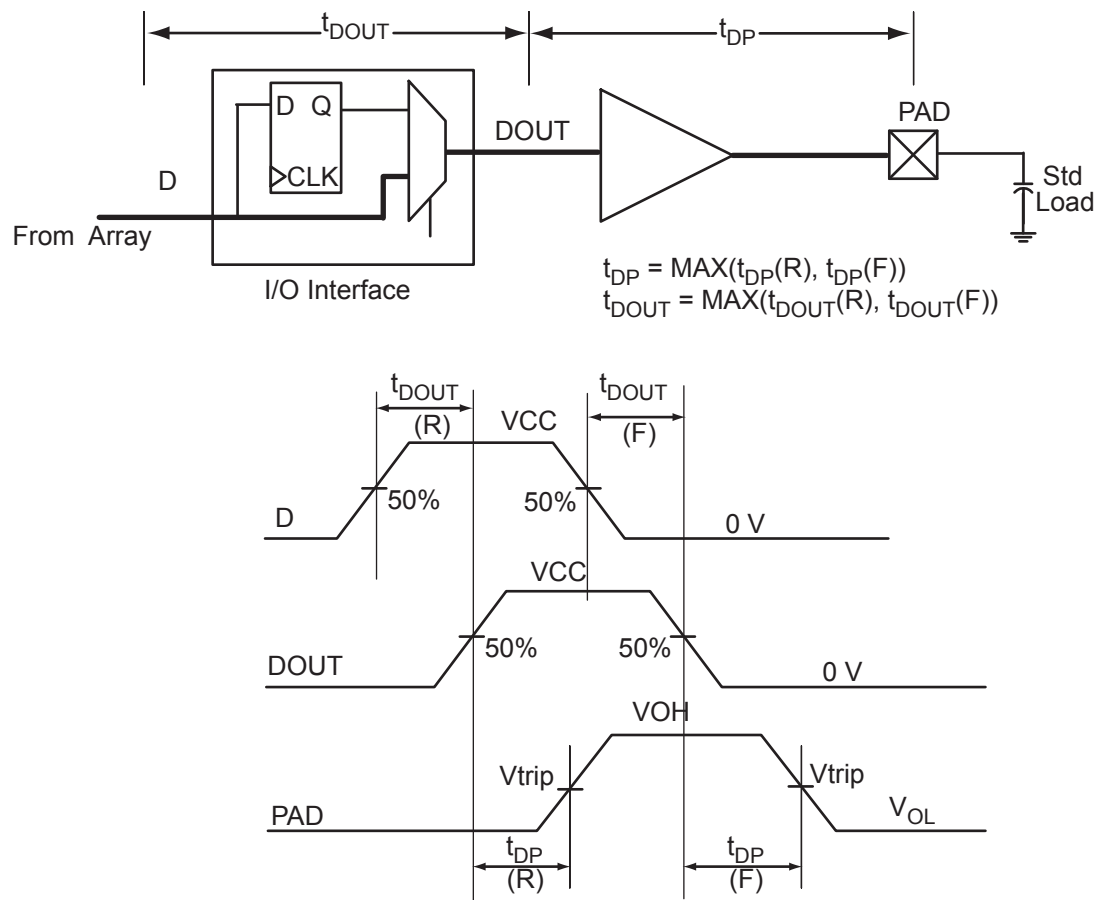 tDOUT
tDP
D Q
CLK
D
From Array
I/O Interface
DOUT
PAD
Std
Load
tDP = MAX(tDP(R), tDP(F))
tDOUT = MAX(tDOUT(R), tDOUT(F))
tDOUT
(R)
VCC
tDOUT
(F)
50%
50%
D
0 V
VCC
50%
50%
DOUT
0 V
VOH
Vtrip
Vtrip
PAD
VOL
tDP
(R)
tDP
(F)